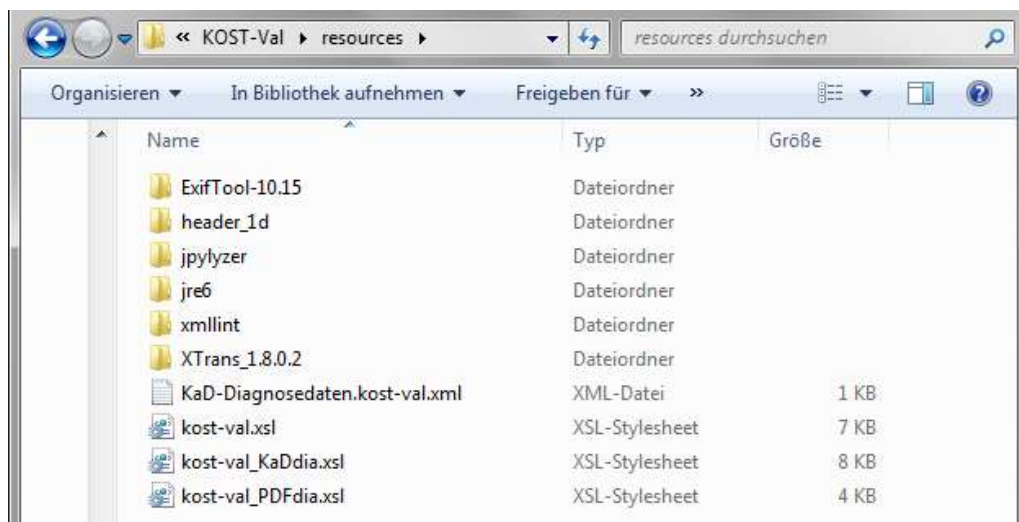 « KOST-Val ▸ resources ▸ resources durchsuchen
Organisieren ▾ In Bibliothek aufnehmen ▾ Freigeben für ▾ »
Name Typ Größe
ExifTool-10.15 Dateiordner
header_1d Dateiordner
jpylyzer Dateiordner
jre6 Dateiordner
xmllint Dateiordner
XTrans_1.8.0.2 Dateiordner
KaD-Diagnosedaten.kost-val.xml XML-Datei 1 KB
kost-val.xsl XSL-Stylesheet 7 KB
kost-val_KaDdia.xsl XSL-Stylesheet 8 KB
kost-val_PDFdia.xsl XSL-Stylesheet 4 KB